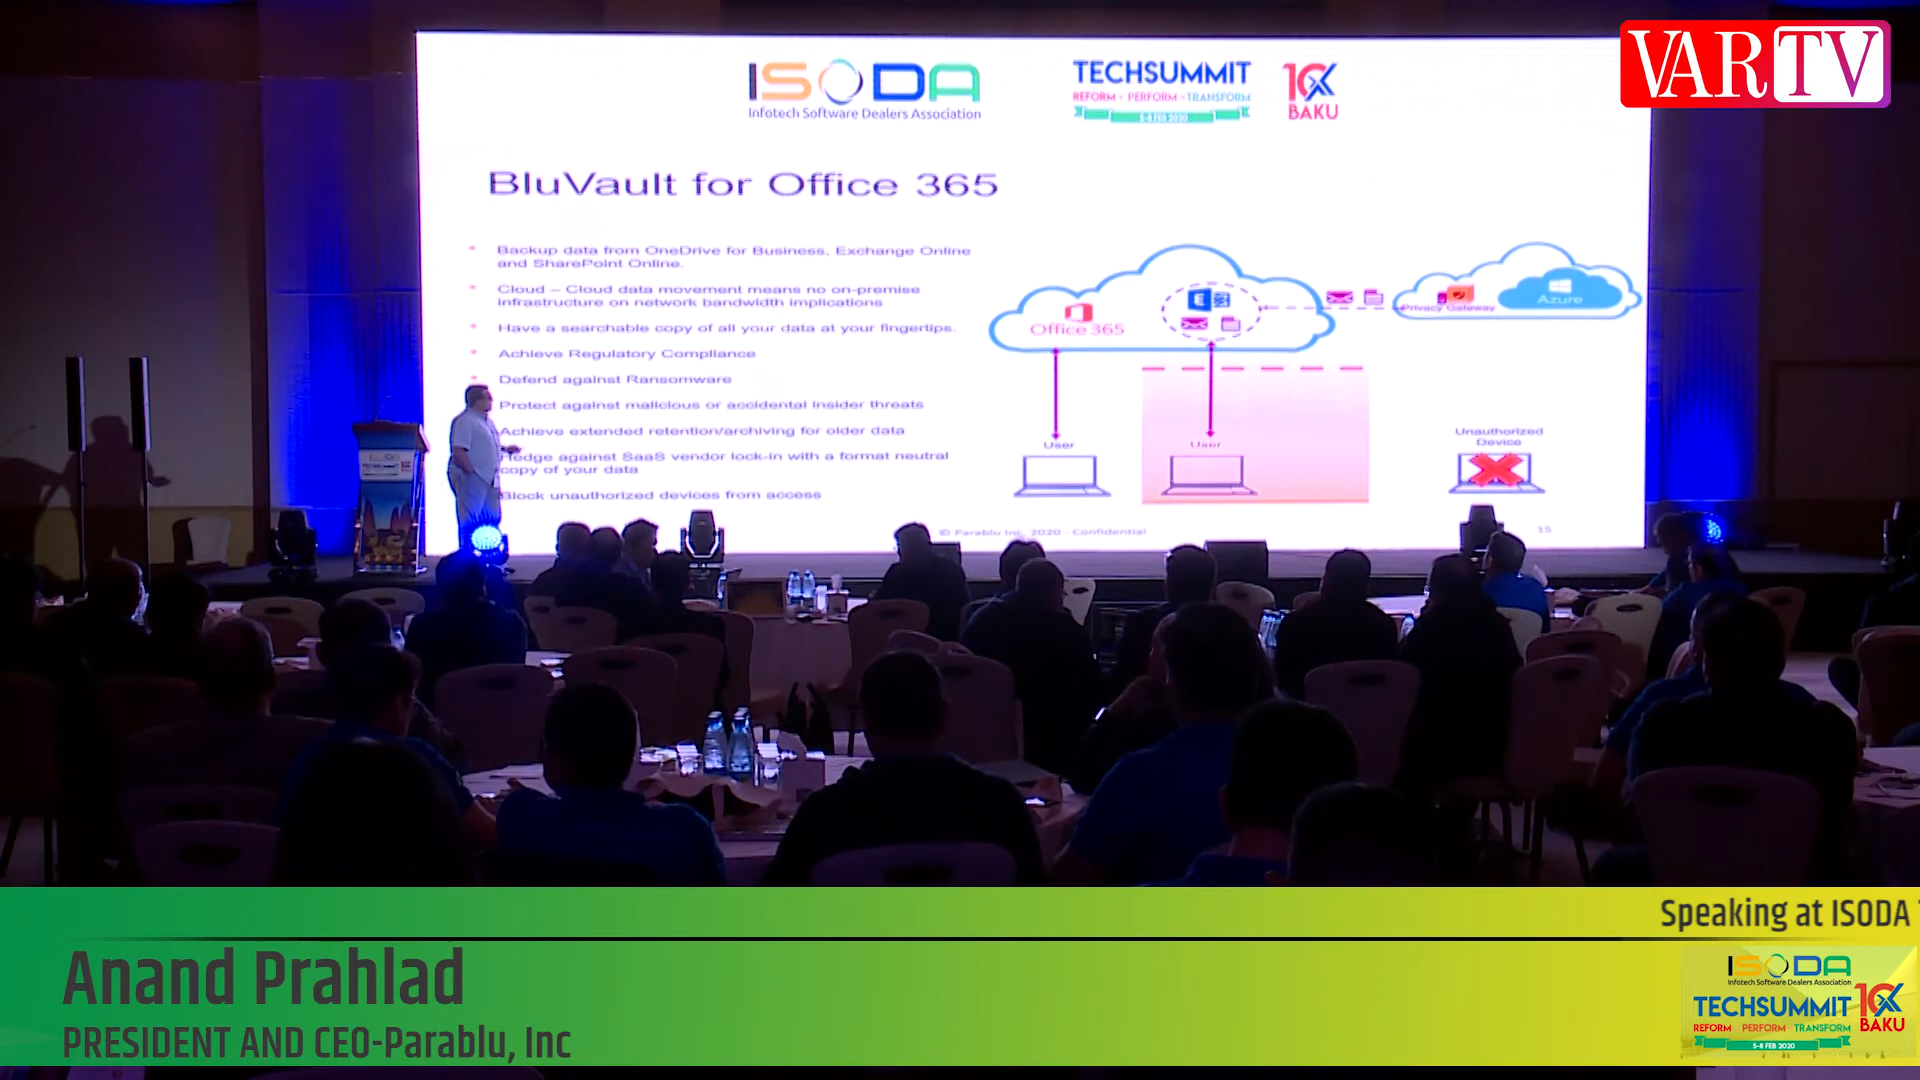 VARTV
ISODA
Infotech Software Dealers Association
TECHSUMMIT
REFORM - PERFORM - TRANSFORM
5-8 FEB 2020
10X
BAKU
BluVault for Office 365
Backup data from OneDrive for Business, Exchange Online
and SharePoint Online.
Cloud – Cloud data movement means no on-premise
infrastructure on network bandwidth implications
Have a searchable copy of all your data at your fingertips.
Achieve Regulatory Compliance
Defend against Ransomware
Protect against malicious or accidental insider threats
Achieve extended retention/archiving for older data
Hedge against SaaS vendor lock-in with a format neutral
copy of your data
Block unauthorized devices from access
Office 365
Privacy Gateway
Azure
User
User
Unauthorized
Device
© Parablu Inc. 2020 - Confidential
15
Speaking at ISODA
Anand Prahlad
PRESIDENT AND CEO-Parablu, Inc
ISODA
Infotech Software Dealers Association
TECHSUMMIT
REFORM PERFORM TRANSFORM
5-8 FEB 2020
10X
BAKU